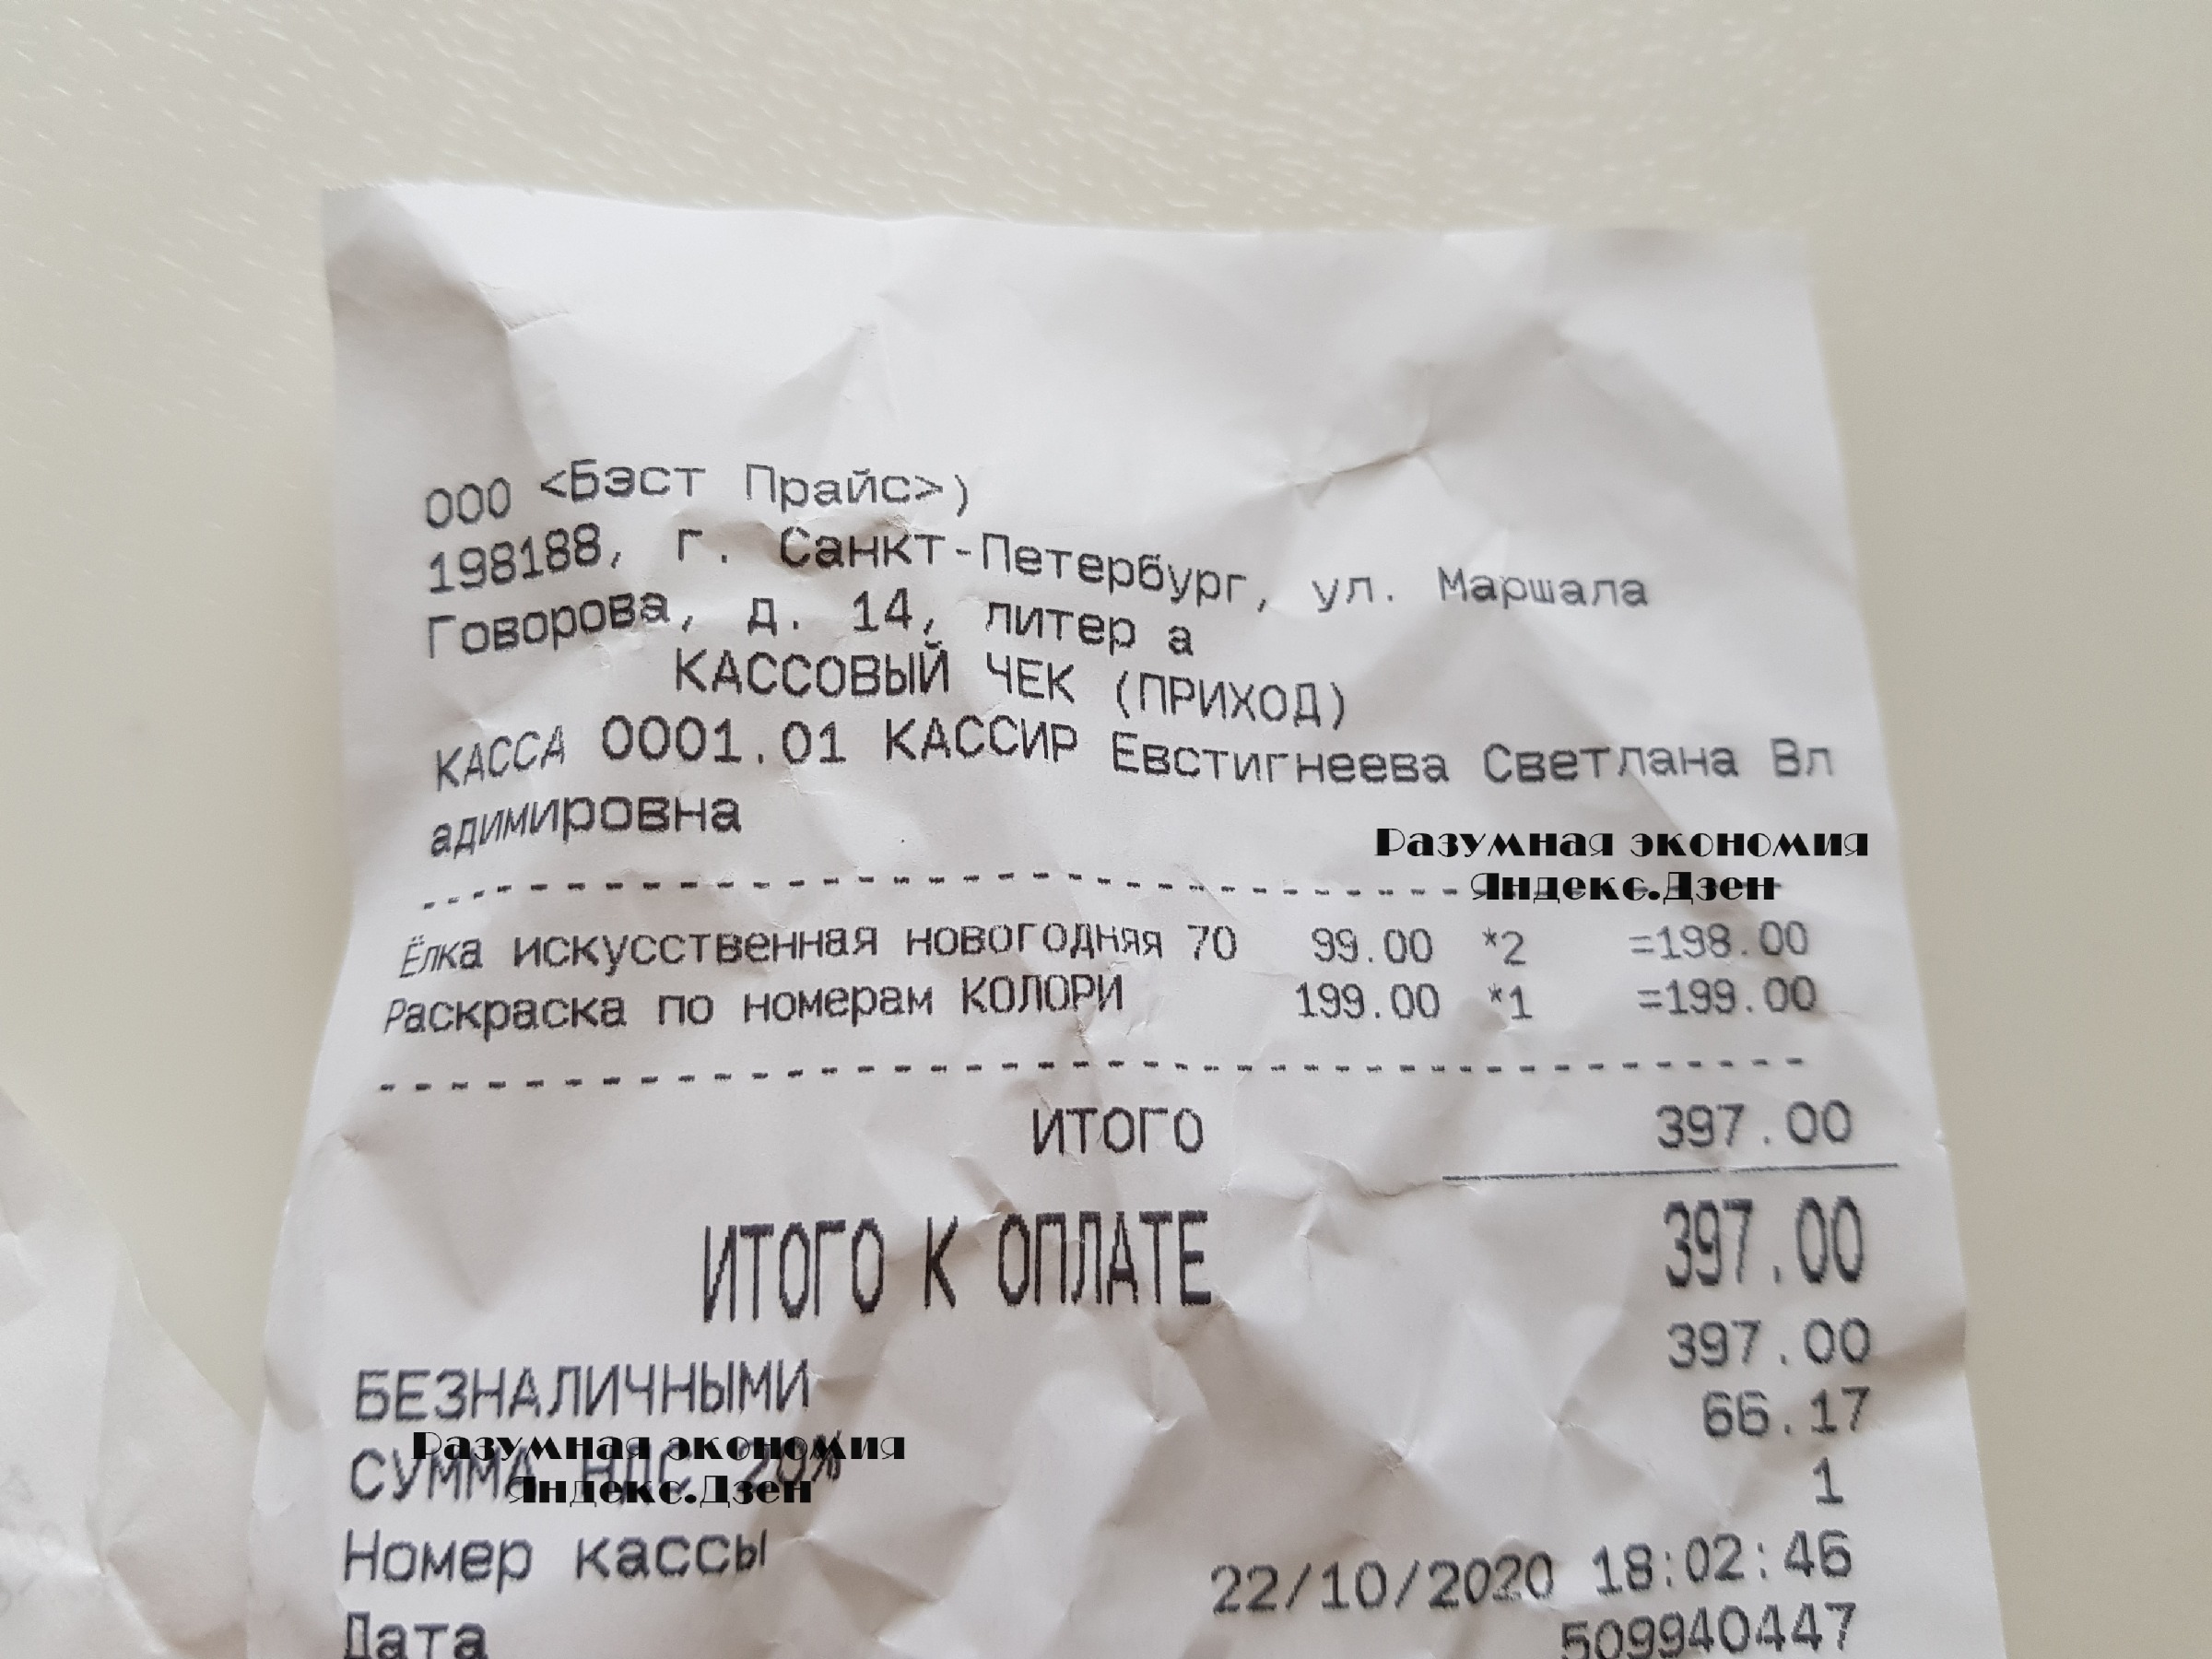 ООО <Бэст Прайс>)
198188, г. Санкт-Петербург, ул. Маршала
Говорова, д. 14, литер а
КАССОВЫЙ ЧЕК (ПРИХОД)
КАССА 0001.01 КАССИР Евстигнеева Светлана Вл
адимировна
Разумная экономия
Яндекс.Дзен
Ёлка искусственная новогодняя 70 99.00 *2 =198.00
Раскраска по номерам КОЛОРИ 199.00 *1 =199.00
ИТОГО 397.00
ИТОГО К ОПЛАТЕ 397.00
БЕЗНАЛИЧНЫМИ 397.00
СУММА НДС 20% 66.17
Разумная экономия
Яндекс.Дзен
Номер кассы 1
Дата 22/10/2020 18:02:46
509940447